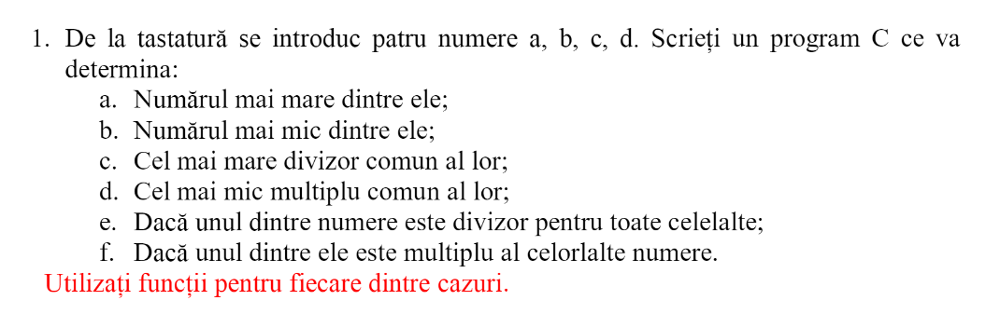 1. De la tastatură se introduc patru numere a, b, c, d. Scrieți un program C ce va
determina:
a. Numărul mai mare dintre ele;
b. Numărul mai mic dintre ele;
c. Cel mai mare divizor comun al lor;
d. Cel mai mic multiplu comun al lor;
e. Dacă unul dintre numere este divizor pentru toate celelalte;
f. Dacă unul dintre ele este multiplu al celorlalte numere.
Utilizați funcții pentru fiecare dintre cazuri.